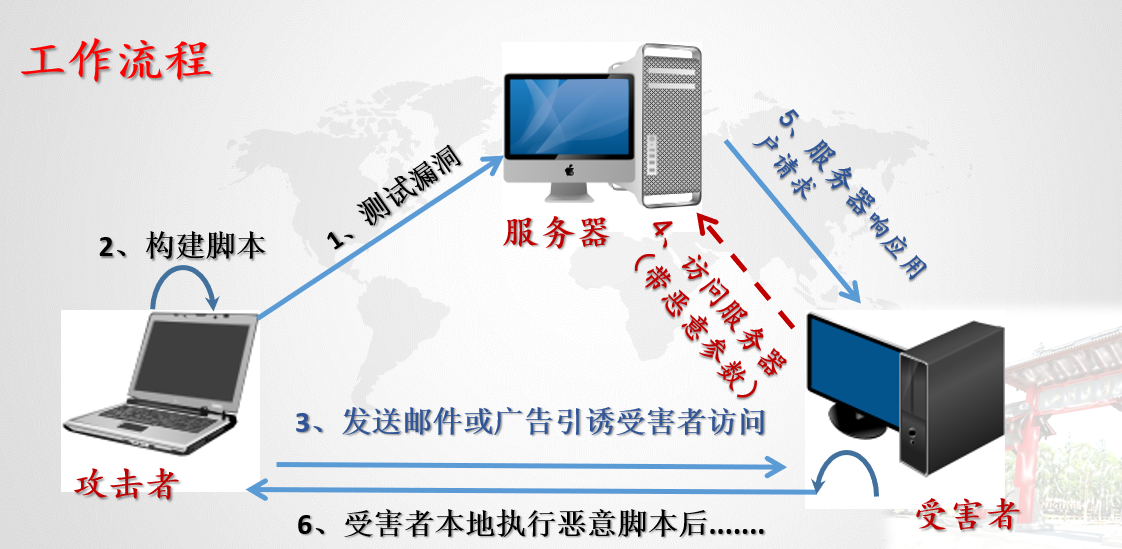 工作流程
1、测试漏洞
2、构建脚本
服务器
5、服务器响应用
户请求
4、访问服务器
（带恶意参数）
3、发送邮件或广告引诱受害者访问
攻击者
6、受害者本地执行恶意脚本后.......
受害者